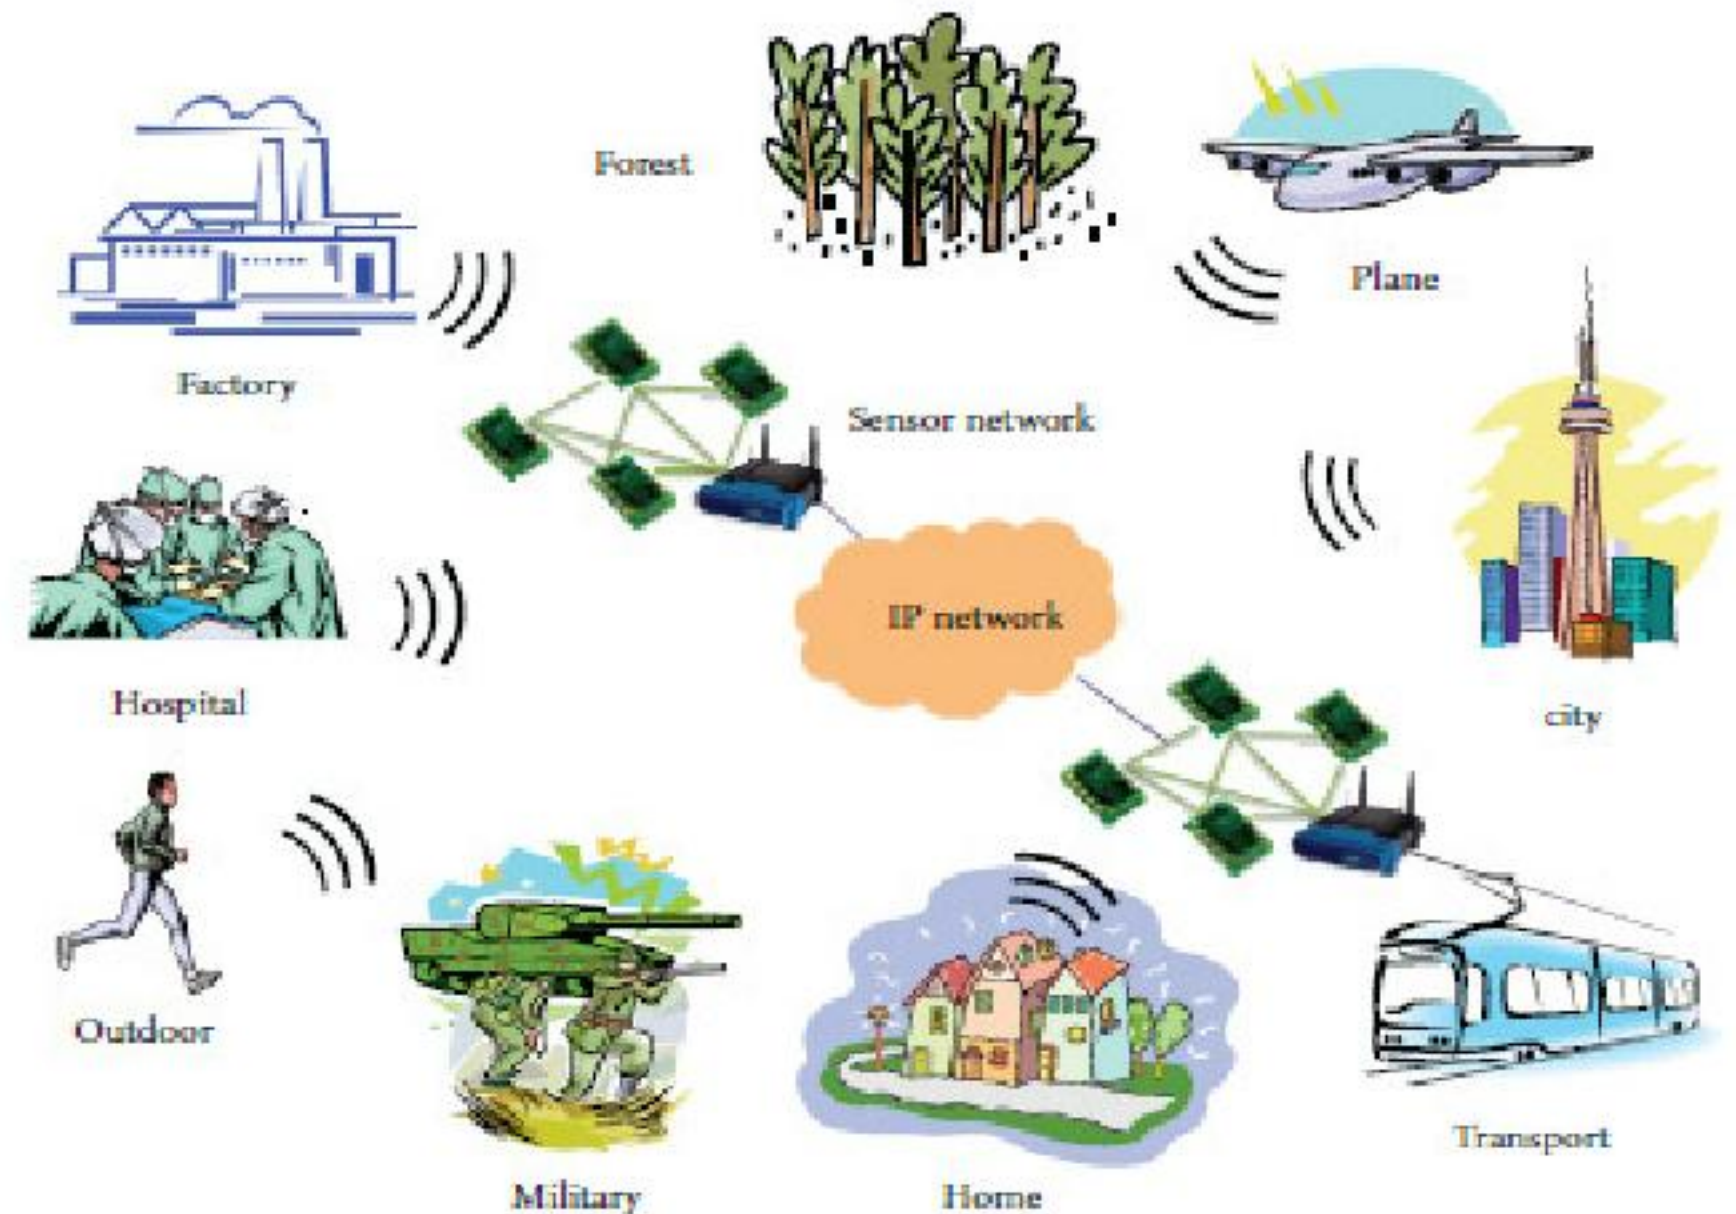 Forest
Plane
Factory
Sensor network
IP network
Hospital
city
Outdoor
Transport
Military
Home